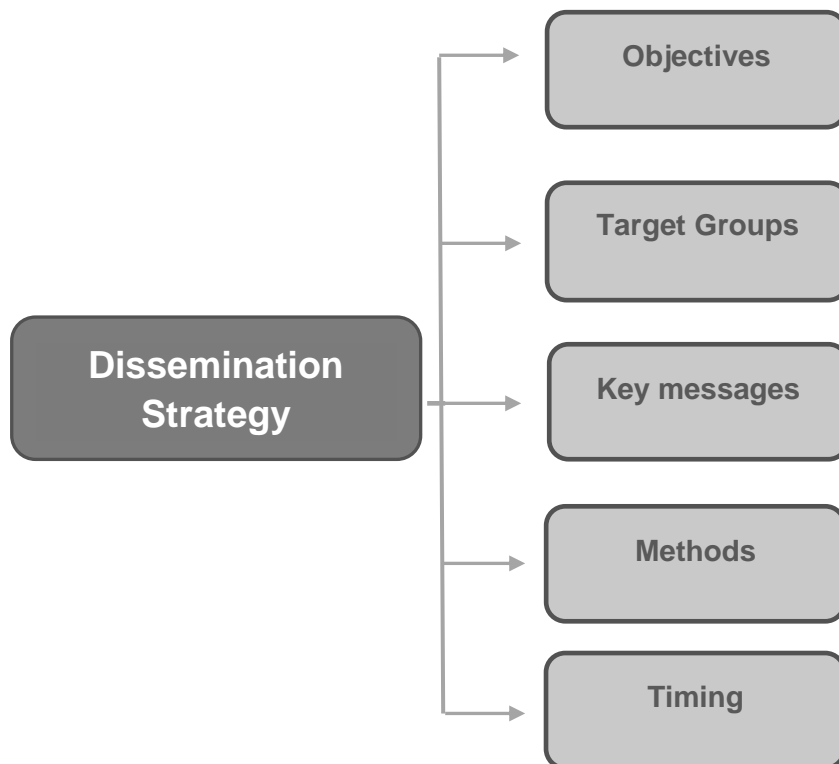 Objectives
Target Groups
Dissemination
Strategy
Key messages
Methods
Timing